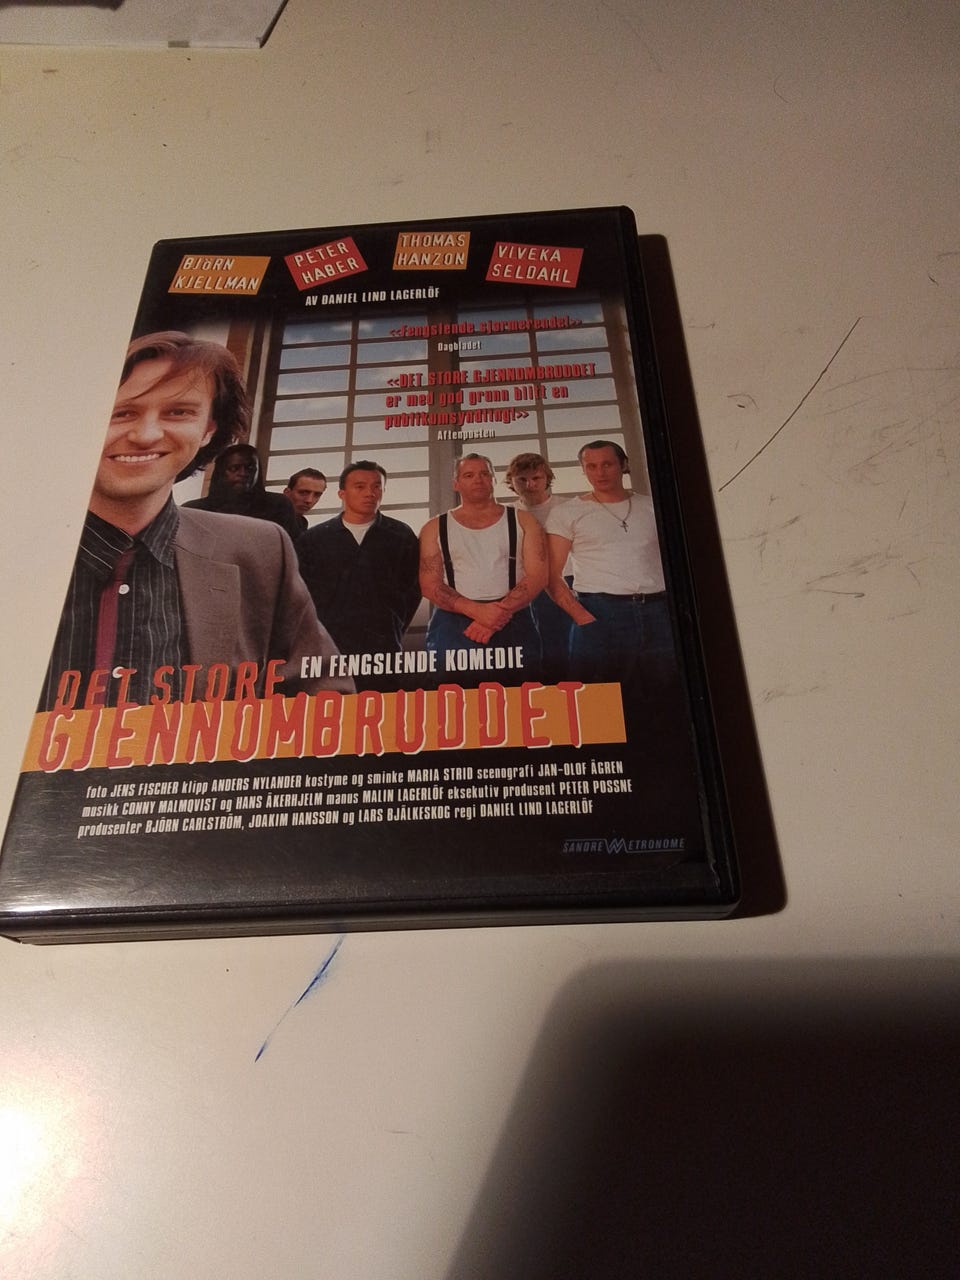 BJÖRN
KJELLMAN
PETER
HABER
THOMAS
HANZON
VIVEKA
SELDAHL
AV DANIEL LIND LAGERLÖF
«Fengslende sjarmerende!»
Dagbladet
«DET STORE GJENNOMBRUDDET
er med god grunn blitt en
publikumsyndling!»
Aftenposten
EN FENGSLENDE KOMEDIE
DET STORE
GJENNOMBRUDDET
foto JENS FISCHER klipp ANDERS NYLANDER kostyme og sminke MARIA STRID scenografi JAN-OLOF ÅGREN
musikk CONNY MALMQVIST og HANS ÅKERHJELM manus MALIN LAGERLÖF eksekutiv produsent PETER POSSNE
produsenter BJÖRN CARLSTRÖM, JOAKIM HANSSON og LARS BJÄLKESKOG regi DANIEL LIND LAGERLÖF
SANDREW METRONOME